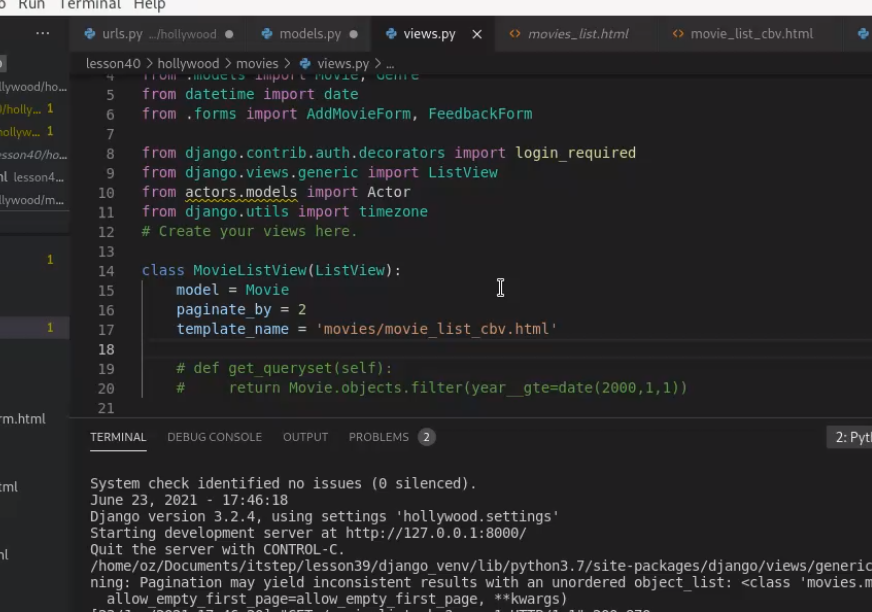 Run Terminal Help
urls.py .../hollywood
models.py
views.py
movies_list.html
movie_list_cbv.html
lesson40 > hollywood > movies > views.py > ...
4 from .models import Movie, Genre
5 from datetime import date
6 from .forms import AddMovieForm, FeedbackForm
7
8 from django.contrib.auth.decorators import login_required
9 from django.views.generic import ListView
10 from actors.models import Actor
11 from django.utils import timezone
12 # Create your views here.
13
14 class MovieListView(ListView):
15 model = Movie
16 paginate_by = 2
17 template_name = 'movies/movie_list_cbv.html'
18
19 # def get_queryset(self):
20 # return Movie.objects.filter(year__gte=date(2000,1,1))
21
llywood/ho...
0/holly... 1
hollyw... 1
esson40/ho...
ml lesson4...
llywood/m...
1
1
rm.html
tml
nl
TERMINAL DEBUG CONSOLE OUTPUT PROBLEMS 2
2: Pyt
System check identified no issues (0 silenced).
June 23, 2021 - 17:46:18
Django version 3.2.4, using settings 'hollywood.settings'
Starting development server at http://127.0.0.1:8000/
Quit the server with CONTROL-C.
/home/oz/Documents/itstep/lesson39/django_venv/lib/python3.7/site-packages/django/views/generic
ning: Pagination may yield inconsistent results with an unordered object_list: <class 'movies.m
allow_empty_first_page=allow_empty_first_page, **kwargs)